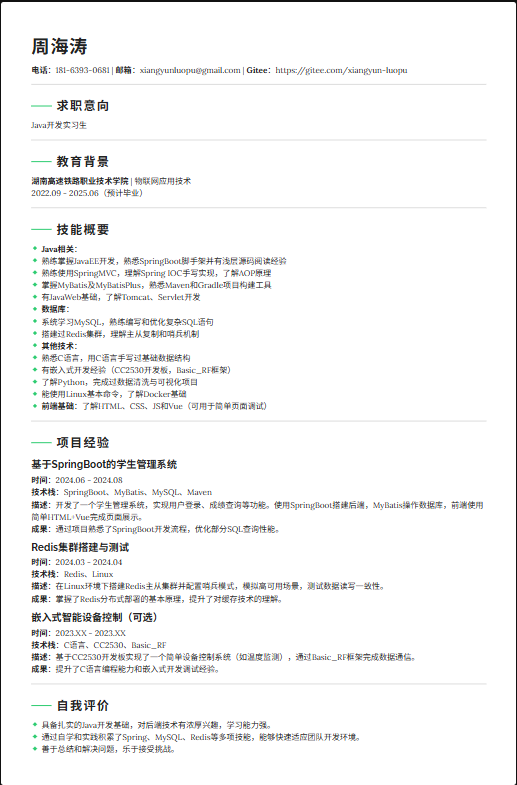 周海涛
电话：181-6393-0681 | 邮箱：xiangyunluopu@gmail.com | Gitee：https://gitee.com/xiangyun-luopu
求职意向
Java开发实习生
教育背景
湖南高速铁路职业技术学院 | 物联网应用技术
2022.09 - 2025.06（预计毕业）
技能概要
Java相关：
熟练掌握JavaEE开发，熟悉SpringBoot脚手架并有浅层源码阅读经验
熟练使用SpringMVC，理解Spring IOC手写实现，了解AOP原理
掌握MyBatis及MyBatisPlus，熟悉Maven和Gradle项目构建工具
有JavaWeb基础，了解Tomcat、Servlet开发
数据库：
系统学习MySQL，熟练编写和优化复杂SQL语句
搭建过Redis集群，理解主从复制和哨兵机制
其他技术：
熟悉C语言，用C语言手写过基础数据结构
有嵌入式开发经验（CC2530开发板，Basic_RF框架）
了解Python，完成过数据清洗与可视化项目
能使用Linux基本命令，了解Docker基础
前端基础：了解HTML、CSS、JS和Vue（可用于简单页面调试）
项目经验
基于SpringBoot的学生管理系统
时间：2024.06 - 2024.08
技术栈：SpringBoot、MyBatis、MySQL、Maven
描述：开发了一个学生管理系统，实现用户登录、成绩查询等功能。使用SpringBoot搭建后端，MyBatis操作数据库，前端使用
简单HTML+Vue完成页面展示。
成果：通过项目熟悉了SpringBoot开发流程，优化部分SQL查询性能。
Redis集群搭建与测试
时间：2024.03 - 2024.04
技术栈：Redis、Linux
描述：在Linux环境下搭建Redis主从集群并配置哨兵模式，模拟高可用场景，测试数据读写一致性。
成果：掌握了Redis分布式部署的基本原理，提升了对缓存技术的理解。
嵌入式智能设备控制（可选）
时间：2023.XX - 2023.XX
技术栈：C语言、CC2530、Basic_RF
描述：基于CC2530开发板实现了一个简单设备控制系统（如温度监测），通过Basic_RF框架完成数据通信。
成果：提升了C语言编程能力和嵌入式开发调试经验。
自我评价
具备扎实的Java开发基础，对后端技术有浓厚兴趣，学习能力强。
通过自学和实践积累了Spring、MySQL、Redis等多项技能，能够快速适应团队开发环境。
善于总结和解决问题，乐于接受挑战。